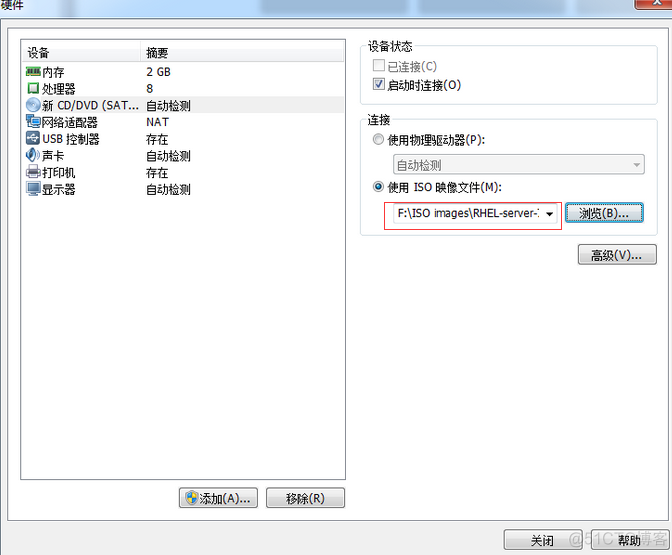 硬件
设备 摘要
内存 2 GB
处理器 8
新 CD/DVD (SAT... 自动检测
网络适配器 NAT
USB 控制器 存在
声卡 自动检测
打印机 存在
显示器 自动检测
添加(A)...
移除(R)
设备状态
已连接(C)
启动时连接(O)
连接
使用物理驱动器(P):
自动检测
使用 ISO 映像文件(M):
F:\ISO images\RHEL-server-
浏览(B)...
高级(V)...
关闭
帮助
@51CTO博客